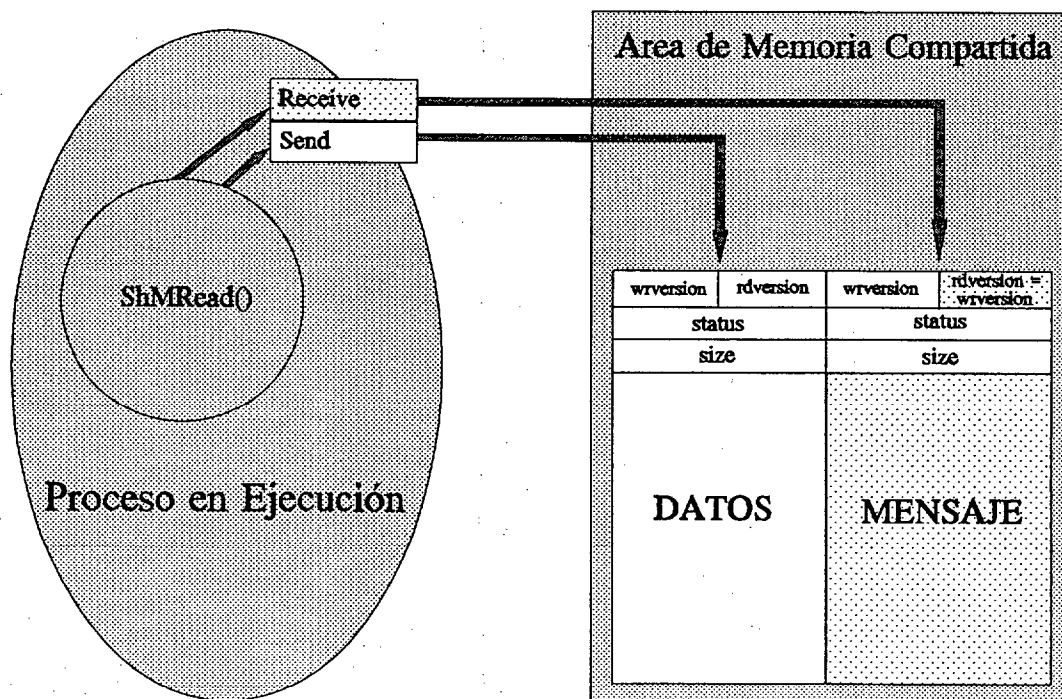 Area de Memoria Compartida
Receive
Send
ShMRead()
Proceso en Ejecución
wrversion
rdversion
wrversion
rdversion =
wrversion
status
status
size
size
DATOS
MENSAJE